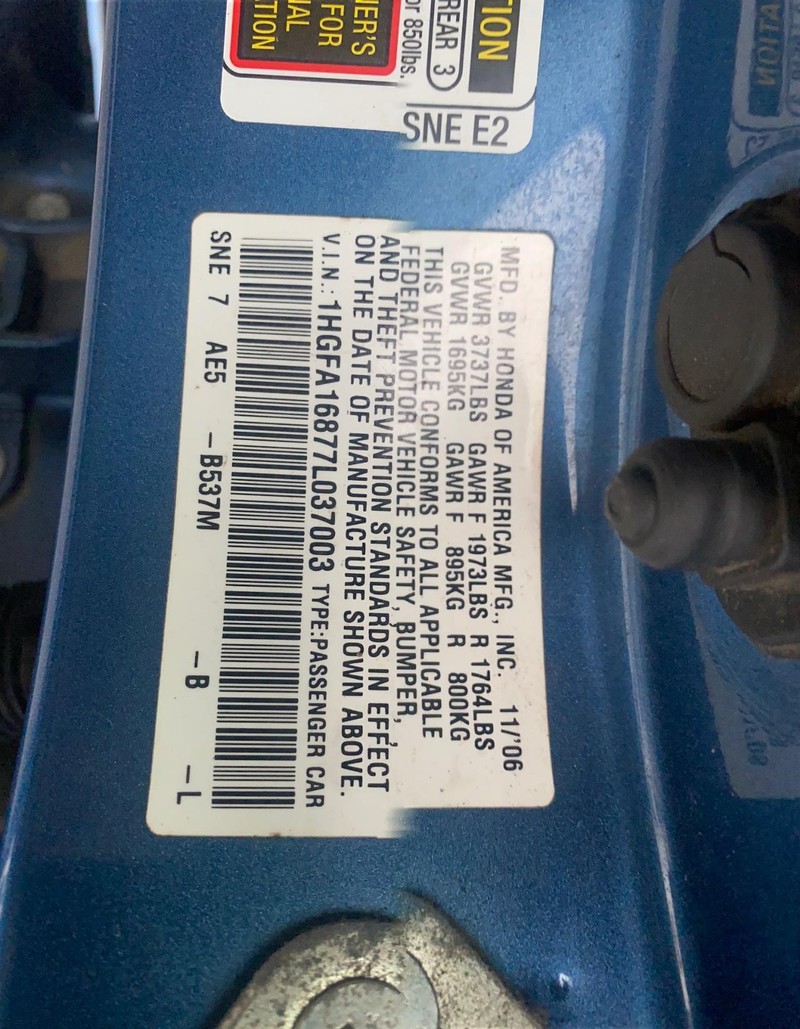 TION
REAR 3
or 850lbs.
NER'S
FOR
IAL
ATION
SNE E2
MFD. BY HONDA OF AMERICA MFG., INC. 11/'06
GVWR 3737LBS GAWR F 1973LBS R 1764LBS
GVWR 1695KG GAWR F 895KG R 800KG
THIS VEHICLE CONFORMS TO ALL APPLICABLE
FEDERAL MOTOR VEHICLE SAFETY, BUMPER,
AND THEFT PREVENTION STANDARDS IN EFFECT
ON THE DATE OF MANUFACTURE SHOWN ABOVE.
V.I.N.: 1HGFA16877L037003 TYPE:PASSENGER CAR
SNE 7 AE5 -B537M -B -L